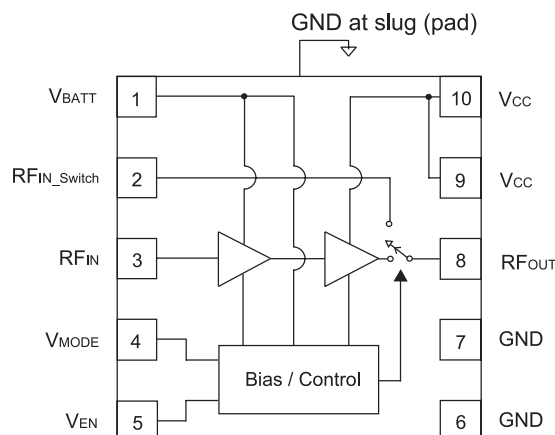 GND at slug (pad)
VBATT 1 10 VCC
RFIN_Switch 2 9 VCC
RFIN 3 8 RFOUT
VMODE 4 7 GND
Bias / Control
VEN 5 6 GND